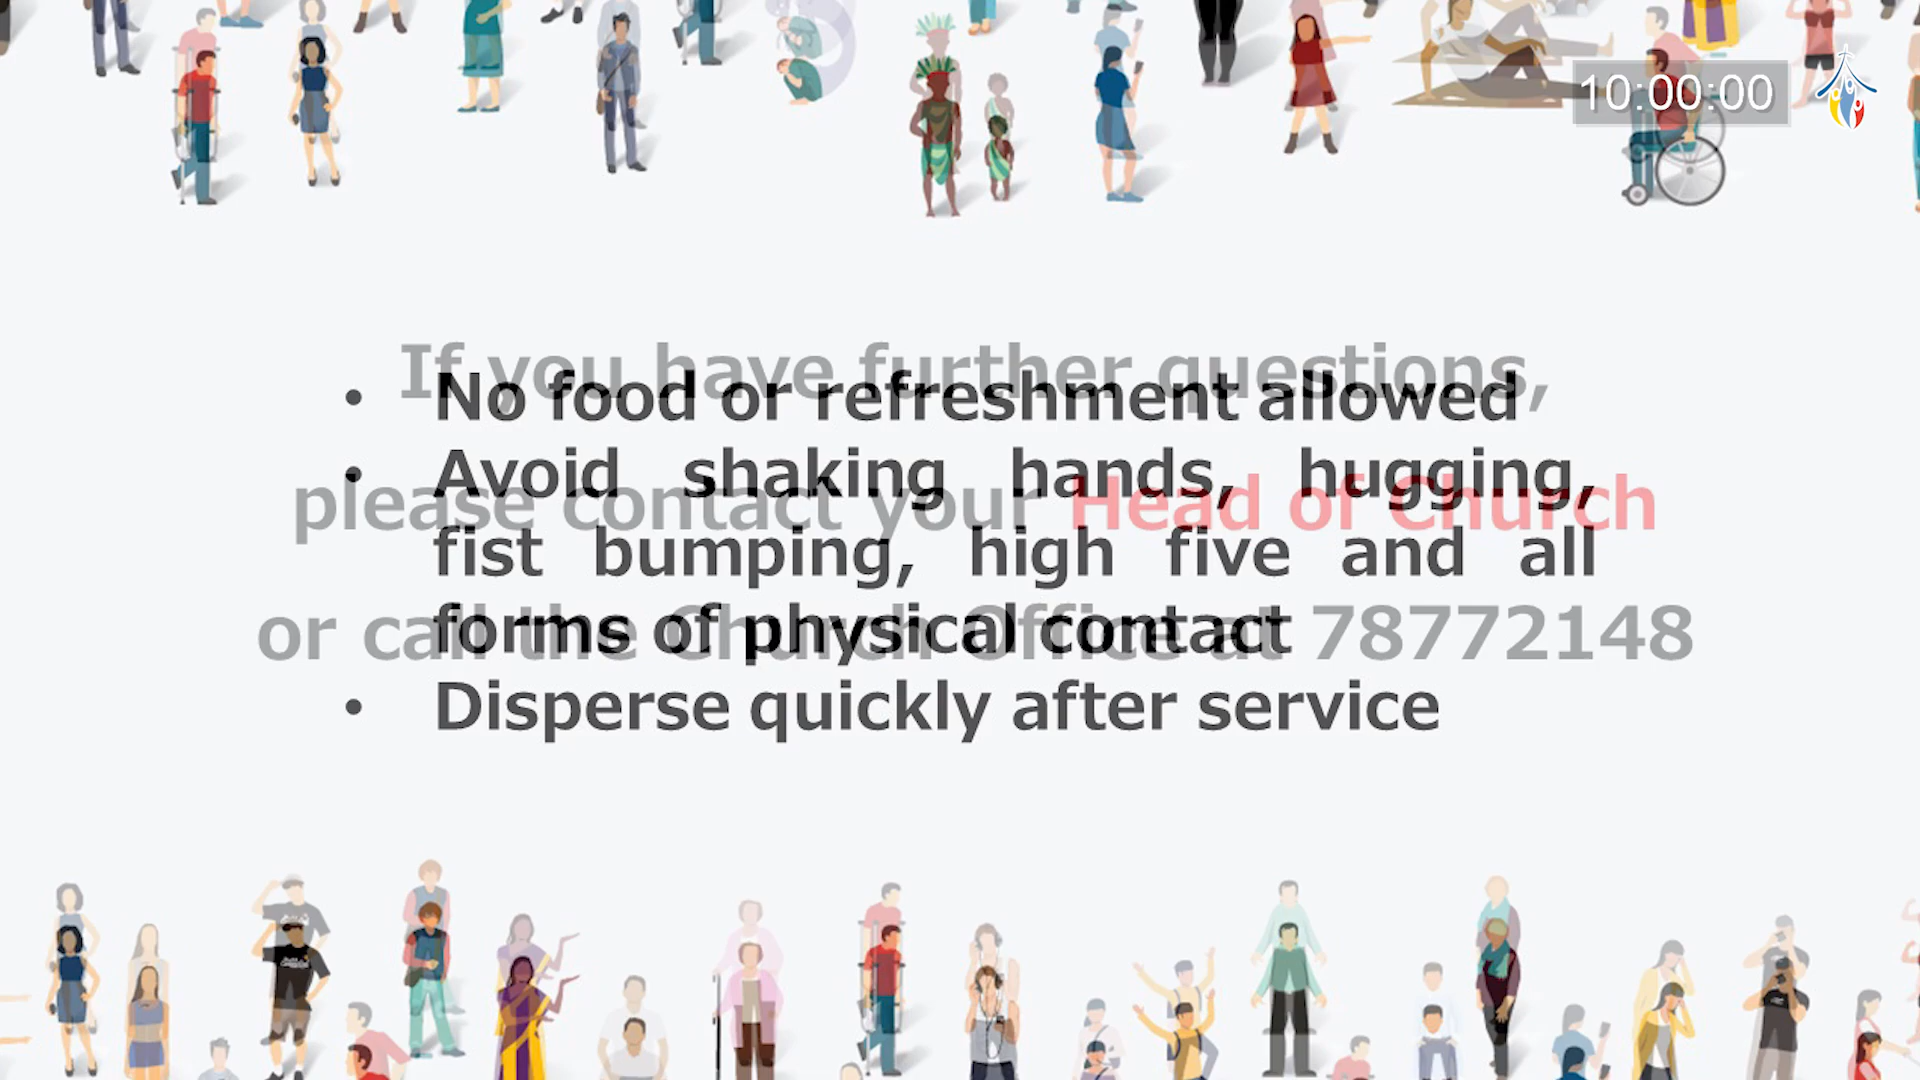 10:00:00
If you have further questions,
please contact your Head of Church
or call the Church Office at 78772148
• No food or refreshment allowed
• Avoid shaking hands, hugging,
fist bumping, high five and all
forms of physical contact
• Disperse quickly after service